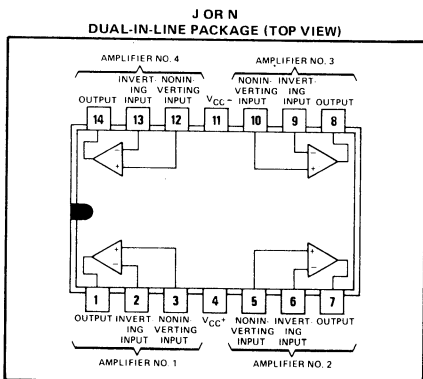 J OR N
DUAL-IN-LINE PACKAGE (TOP VIEW)
AMPLIFIER NO. 4 AMPLIFIER NO. 3
INVERT- NONIN- NONIN- INVERT-
ING VERTING VERTING ING
OUTPUT INPUT INPUT VCC- INPUT INPUT OUTPUT
14 13 12 11 10 9 8
- -
+ +
+ +
- -
1 2 3 4 5 6 7
OUTPUT INVERT- NONIN- VCC+ NONIN- INVERT- OUTPUT
ING VERTING VERTING ING
INPUT INPUT INPUT INPUT
AMPLIFIER NO. 1 AMPLIFIER NO. 2